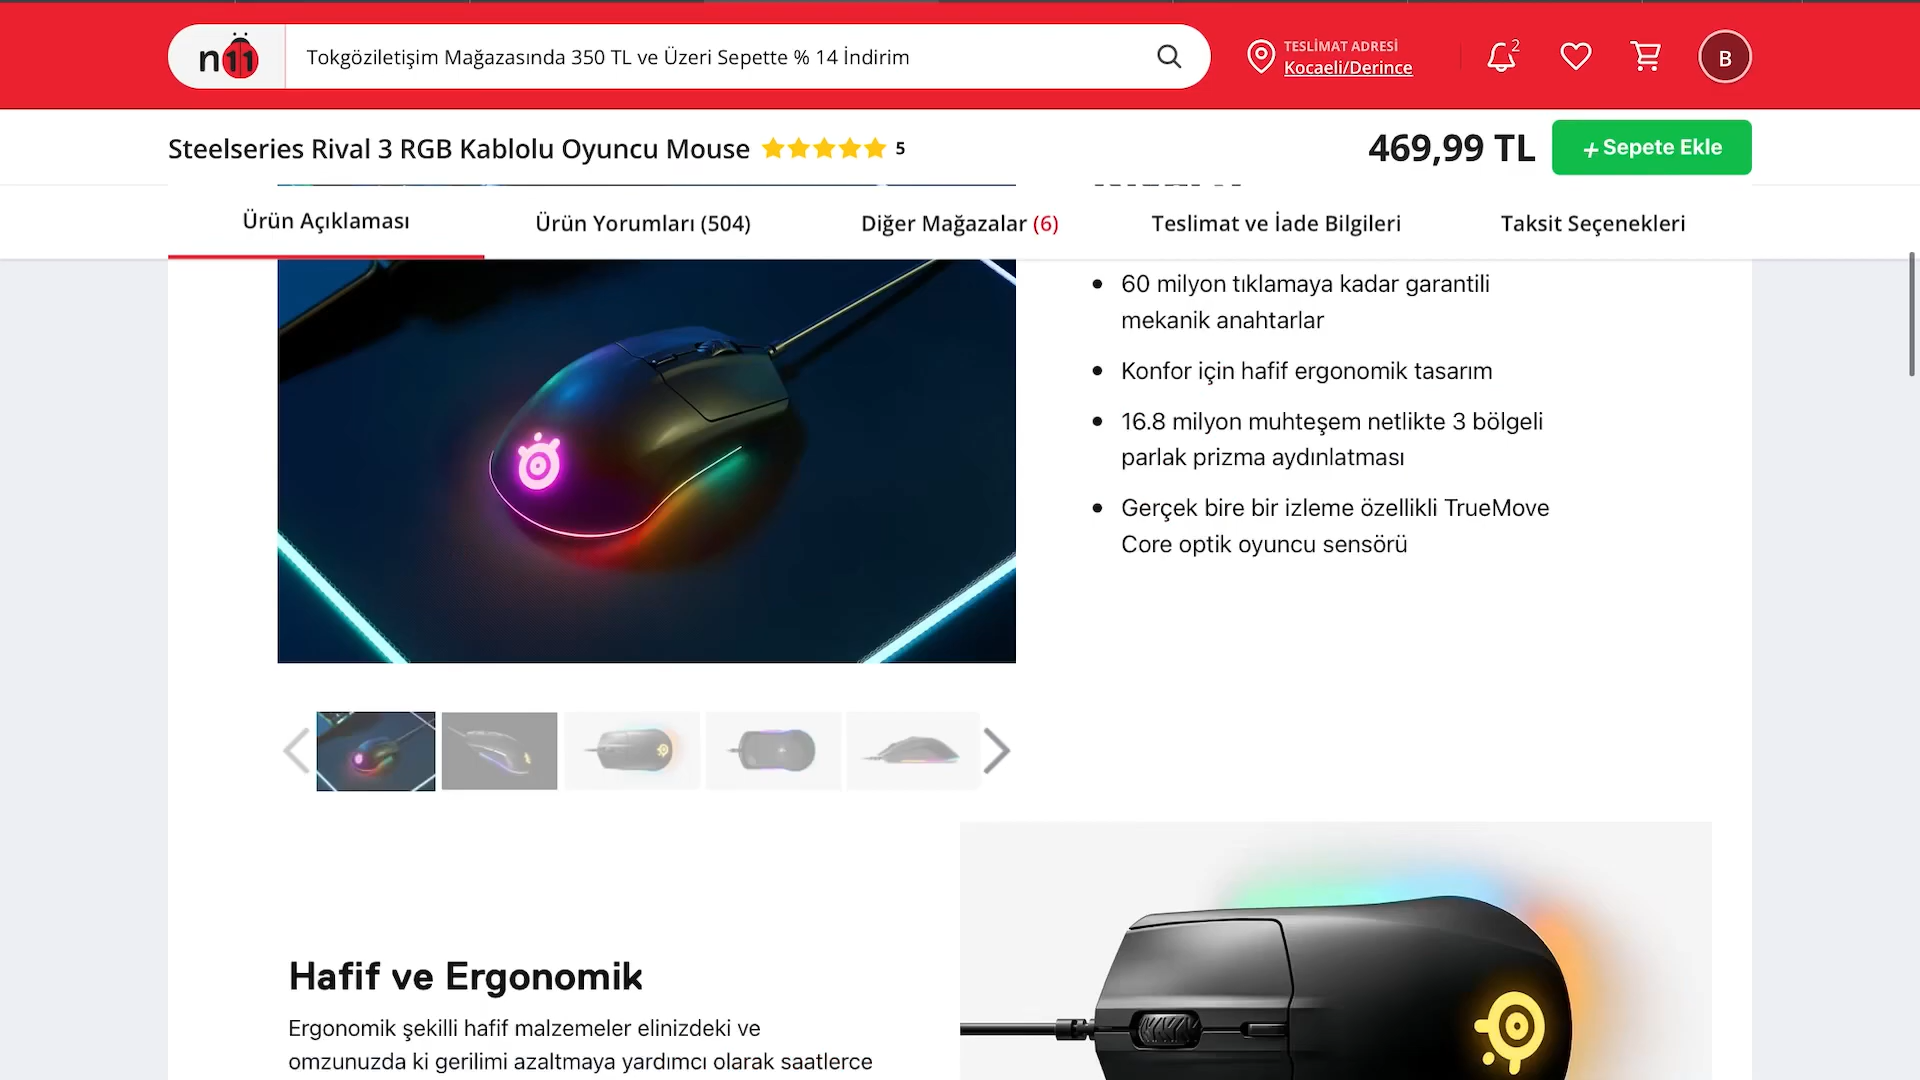 n11
Tokgöziletişim Mağazasında 350 TL ve Üzeri Sepette % 14 İndirim
TESLİMAT ADRESİ
Kocaeli/Derince
2
B
Steelseries Rival 3 RGB Kablolu Oyuncu Mouse
5
469,99 TL
+ Sepete Ekle
Ürün Açıklaması
Ürün Yorumları (504)
Diğer Mağazalar (6)
Teslimat ve İade Bilgileri
Taksit Seçenekleri
60 milyon tıklamaya kadar garantili
mekanik anahtarlar
Konfor için hafif ergonomik tasarım
16.8 milyon muhteşem netlikte 3 bölgeli
parlak prizma aydınlatması
Gerçek bire bir izleme özellikli TrueMove
Core optik oyuncu sensörü
Hafif ve Ergonomik
Ergonomik şekilli hafif malzemeler elinizdeki ve
omzunuzda ki gerilimi azaltmaya yardımcı olarak saatlerce